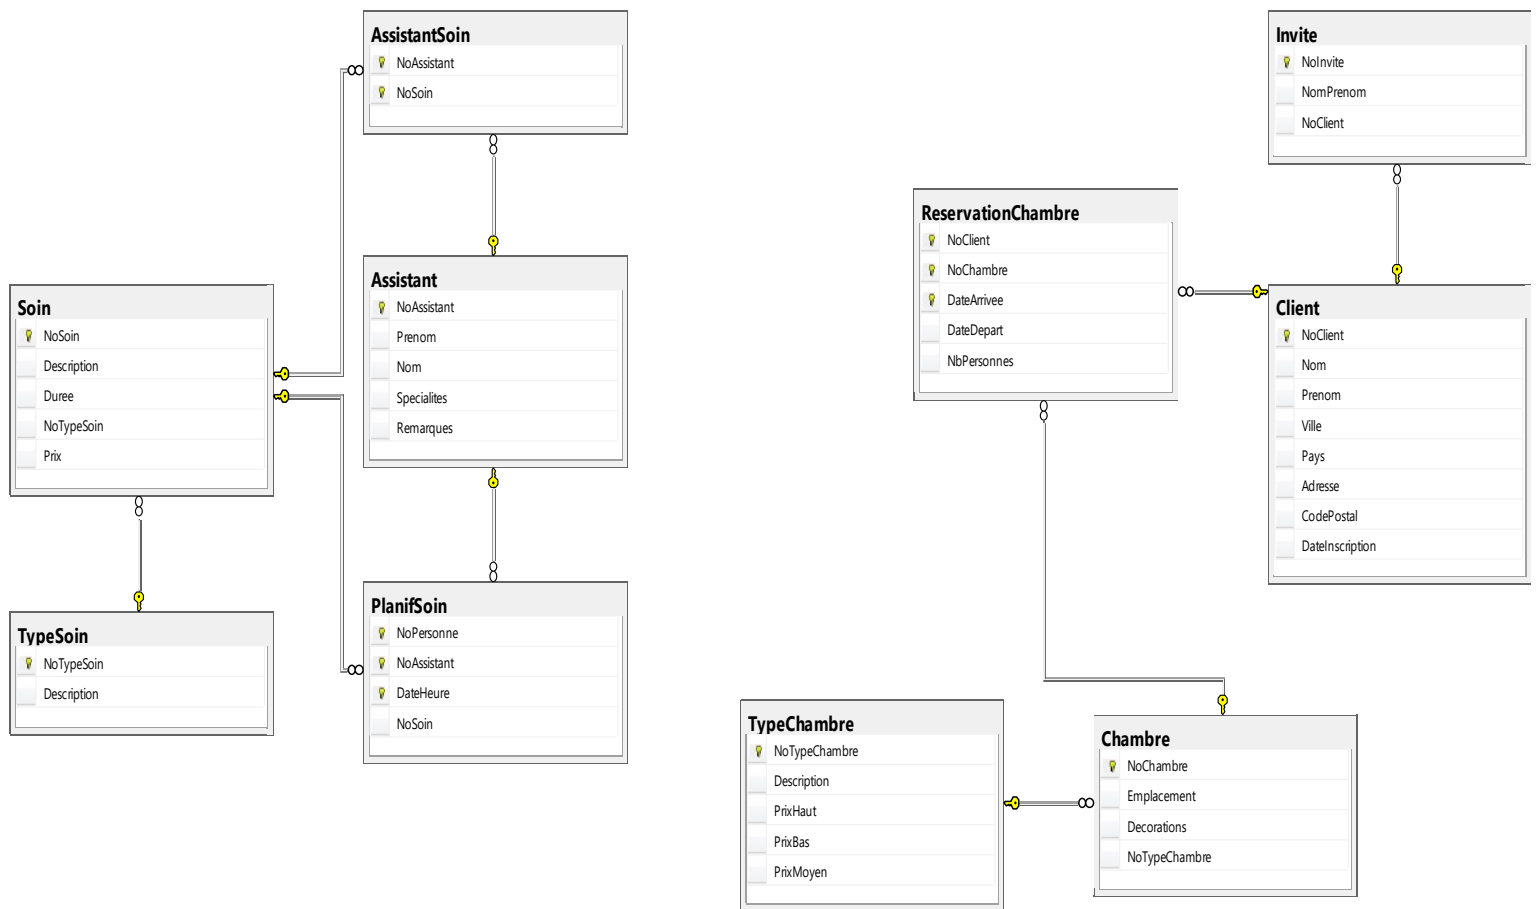 AssistantSoin
NoAssistant
NoSoin
Invite
NoInvite
NomPrenom
NoClient
ReservationChambre
NoClient
NoChambre
DateArrivee
DateDepart
NbPersonnes
Assistant
NoAssistant
Prenom
Nom
Specialites
Remarques
Soin
NoSoin
Description
Duree
NoTypeSoin
Prix
Client
NoClient
Nom
Prenom
Ville
Pays
Adresse
CodePostal
DateInscription
PlanifSoin
NoPersonne
NoAssistant
DateHeure
NoSoin
TypeSoin
NoTypeSoin
Description
TypeChambre
NoTypeChambre
Description
PrixHaut
PrixBas
PrixMoyen
Chambre
NoChambre
Emplacement
Decorations
NoTypeChambre